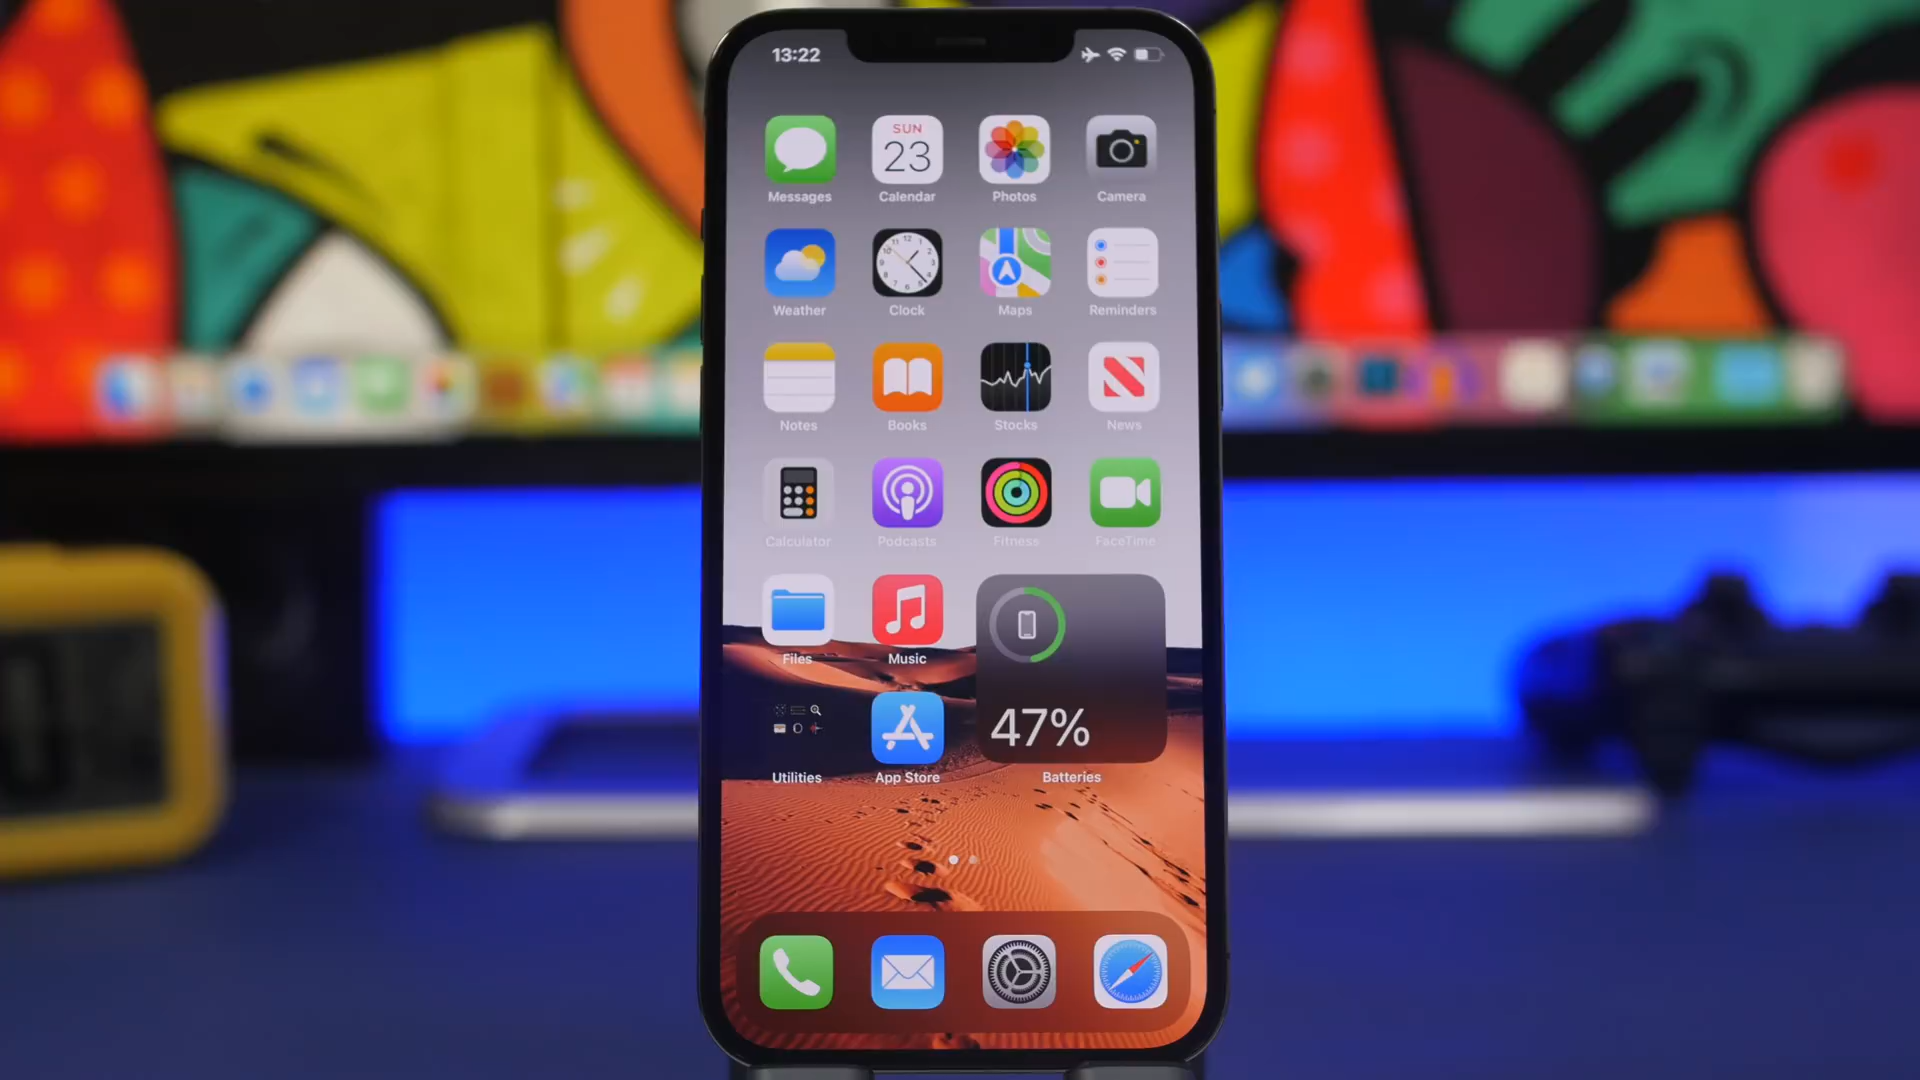 13:22
SUN
23
Messages
Calendar
Photos
Camera
Weather
Clock
Maps
Reminders
Notes
Books
Stocks
News
Calculator
Podcasts
Fitness
FaceTime
Files
Music
47%
Utilities
App Store
Batteries